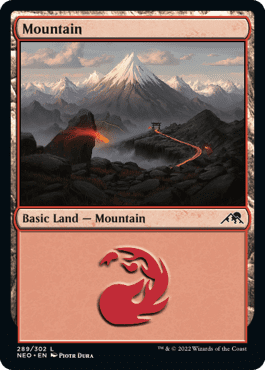 Mountain
Basic Land — Mountain
289/302 L
NEO • EN Piotr Dura
™ & © 2022 Wizards of the Coast